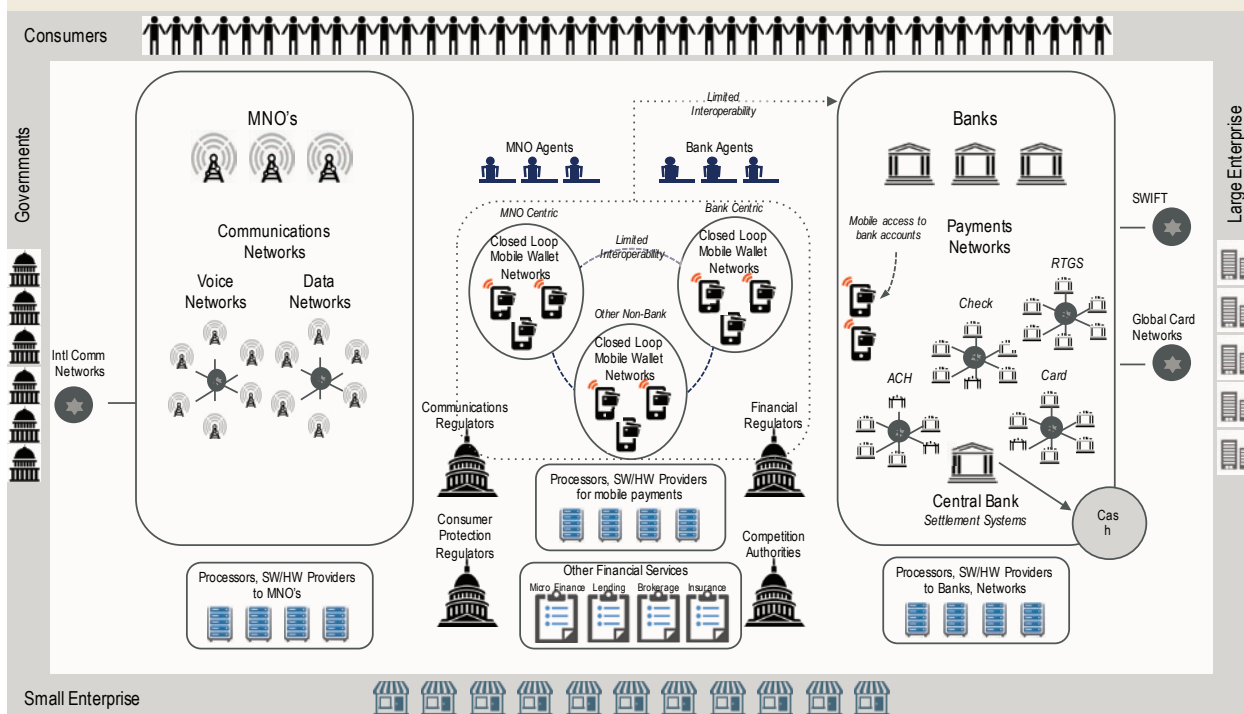 Consumers
Governments
Large Enterprise
Small Enterprise
MNO's
Communications
Networks
Voice
Networks
Data
Networks
Intl Comm
Networks
Processors, SW/HW Providers
to MNO's
MNO Agents
Bank Agents
Limited
Interoperability
MNO Centric
Closed Loop
Mobile Wallet
Networks
Limited
Interoperability
Bank Centric
Closed Loop
Mobile Wallet
Networks
Other Non-Bank
Closed Loop
Mobile Wallet
Networks
Communications
Regulators
Financial
Regulators
Processors, SW/HW Providers
for mobile payments
Consumer
Protection
Regulators
Competition
Authorities
Other Financial Services
Micro Finance
Lending
Brokerage
Insurance
Banks
Mobile access to
bank accounts
Payments
Networks
RTGS
Check
ACH
Card
Central Bank
Settlement Systems
Cas
h
SWIFT
Global Card
Networks
Processors, SW/HW Providers
to Banks, Networks